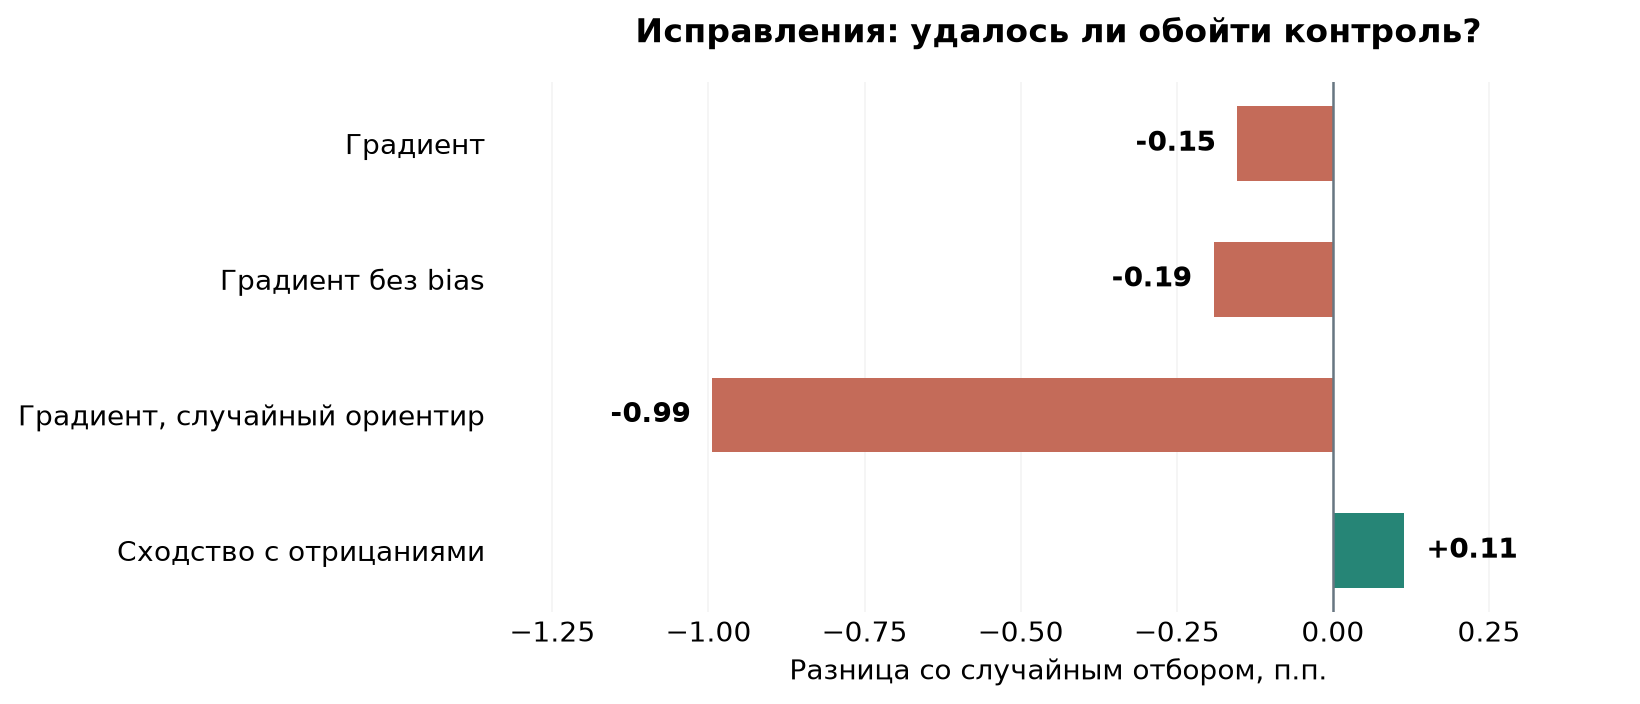 Исправления: удалось ли обойти контроль?
Градиент
-0.15
Градиент без bias
-0.19
Градиент, случайный ориентир
-0.99
Сходство с отрицаниями
+0.11
−1.25 −1.00 −0.75 −0.50 −0.25 0.00 0.25
Разница со случайным отбором, п.п.